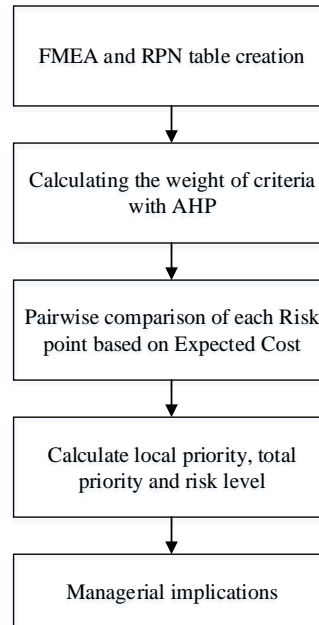 FMEA and RPN table creation
Calculating the weight of criteria
with AHP
Pairwise comparison of each Risk
point based on Expected Cost
Calculate local priority, total
priority and risk level
Managerial implications